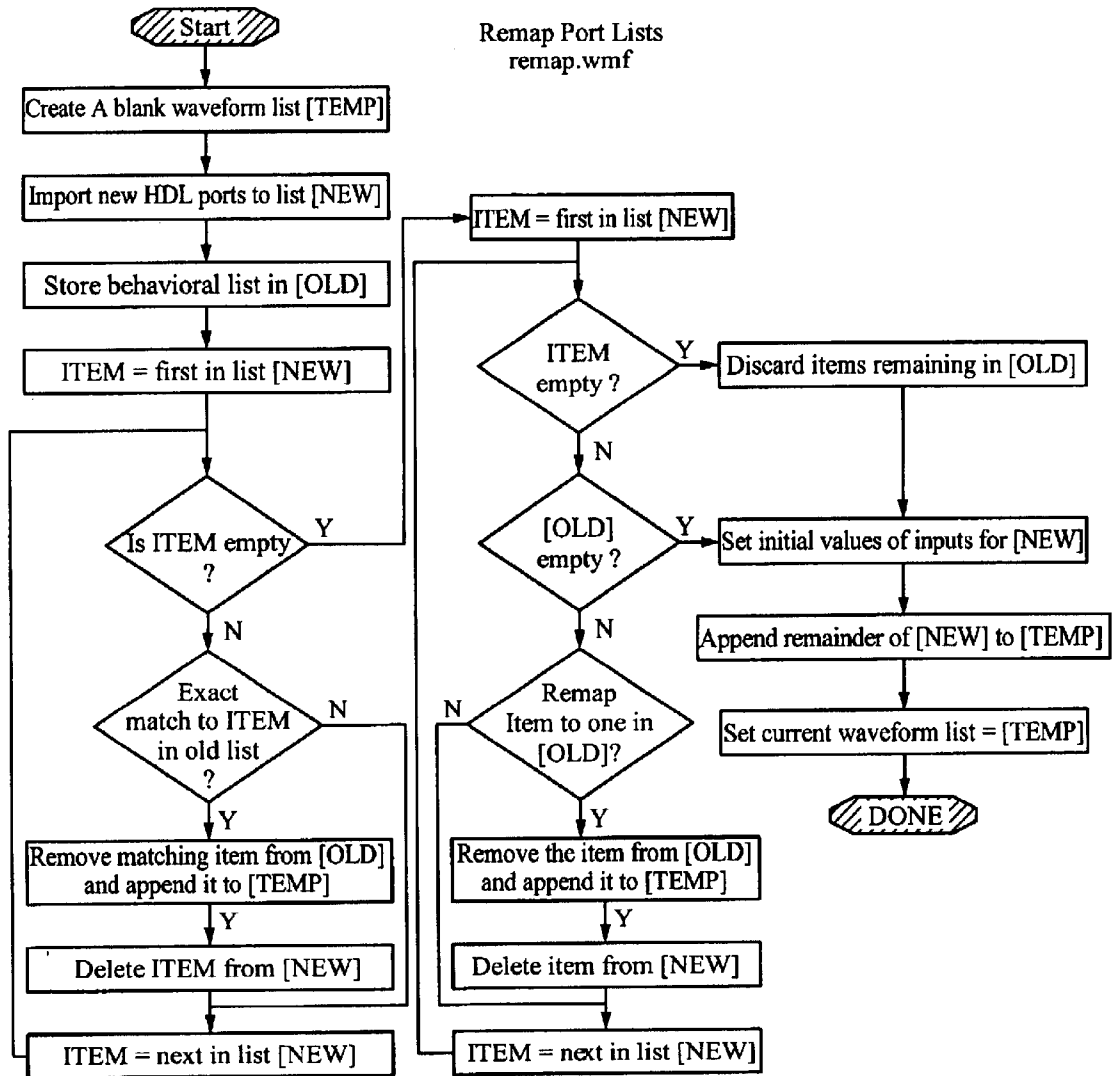 Start
Remap Port Lists
remap.wmf
Create A blank waveform list [TEMP]
Import new HDL ports to list [NEW]
Store behavioral list in [OLD]
ITEM = first in list [NEW]
Is ITEM empty
?
Y
N
Exact
match to ITEM
in old list
?
N
Y
Remove matching item from [OLD]
and append it to [TEMP]
Y
Delete ITEM from [NEW]
ITEM = next in list [NEW]
ITEM = first in list [NEW]
ITEM
empty ?
Y
N
[OLD]
empty ?
Y
N
Remap
Item to one in
[OLD]?
N
Y
Remove the item from [OLD]
and append it to [TEMP]
Y
Delete item from [NEW]
ITEM = next in list [NEW]
Discard items remaining in [OLD]
Set initial values of inputs for [NEW]
Append remainder of [NEW] to [TEMP]
Set current waveform list = [TEMP]
DONE